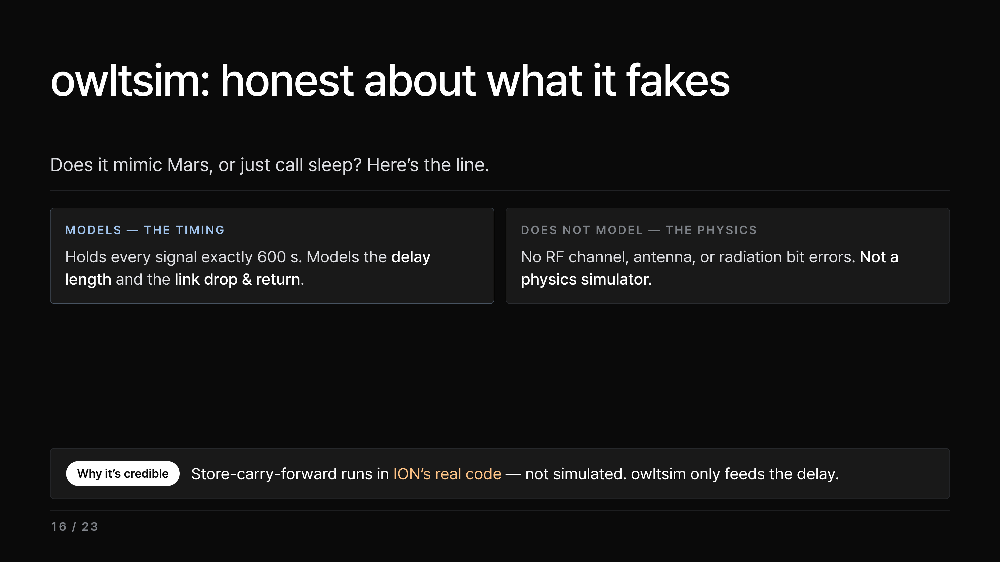 owltsim: honest about what it fakes
Does it mimic Mars, or just call sleep? Here’s the line.
MODELS — THE TIMING
Holds every signal exactly 600 s. Models the delay
length and the link drop & return.
DOES NOT MODEL — THE PHYSICS
No RF channel, antenna, or radiation bit errors. Not a
physics simulator.
Why it’s credible
Store-carry-forward runs in ION’s real code — not simulated. owltsim only feeds the delay.
16 / 23